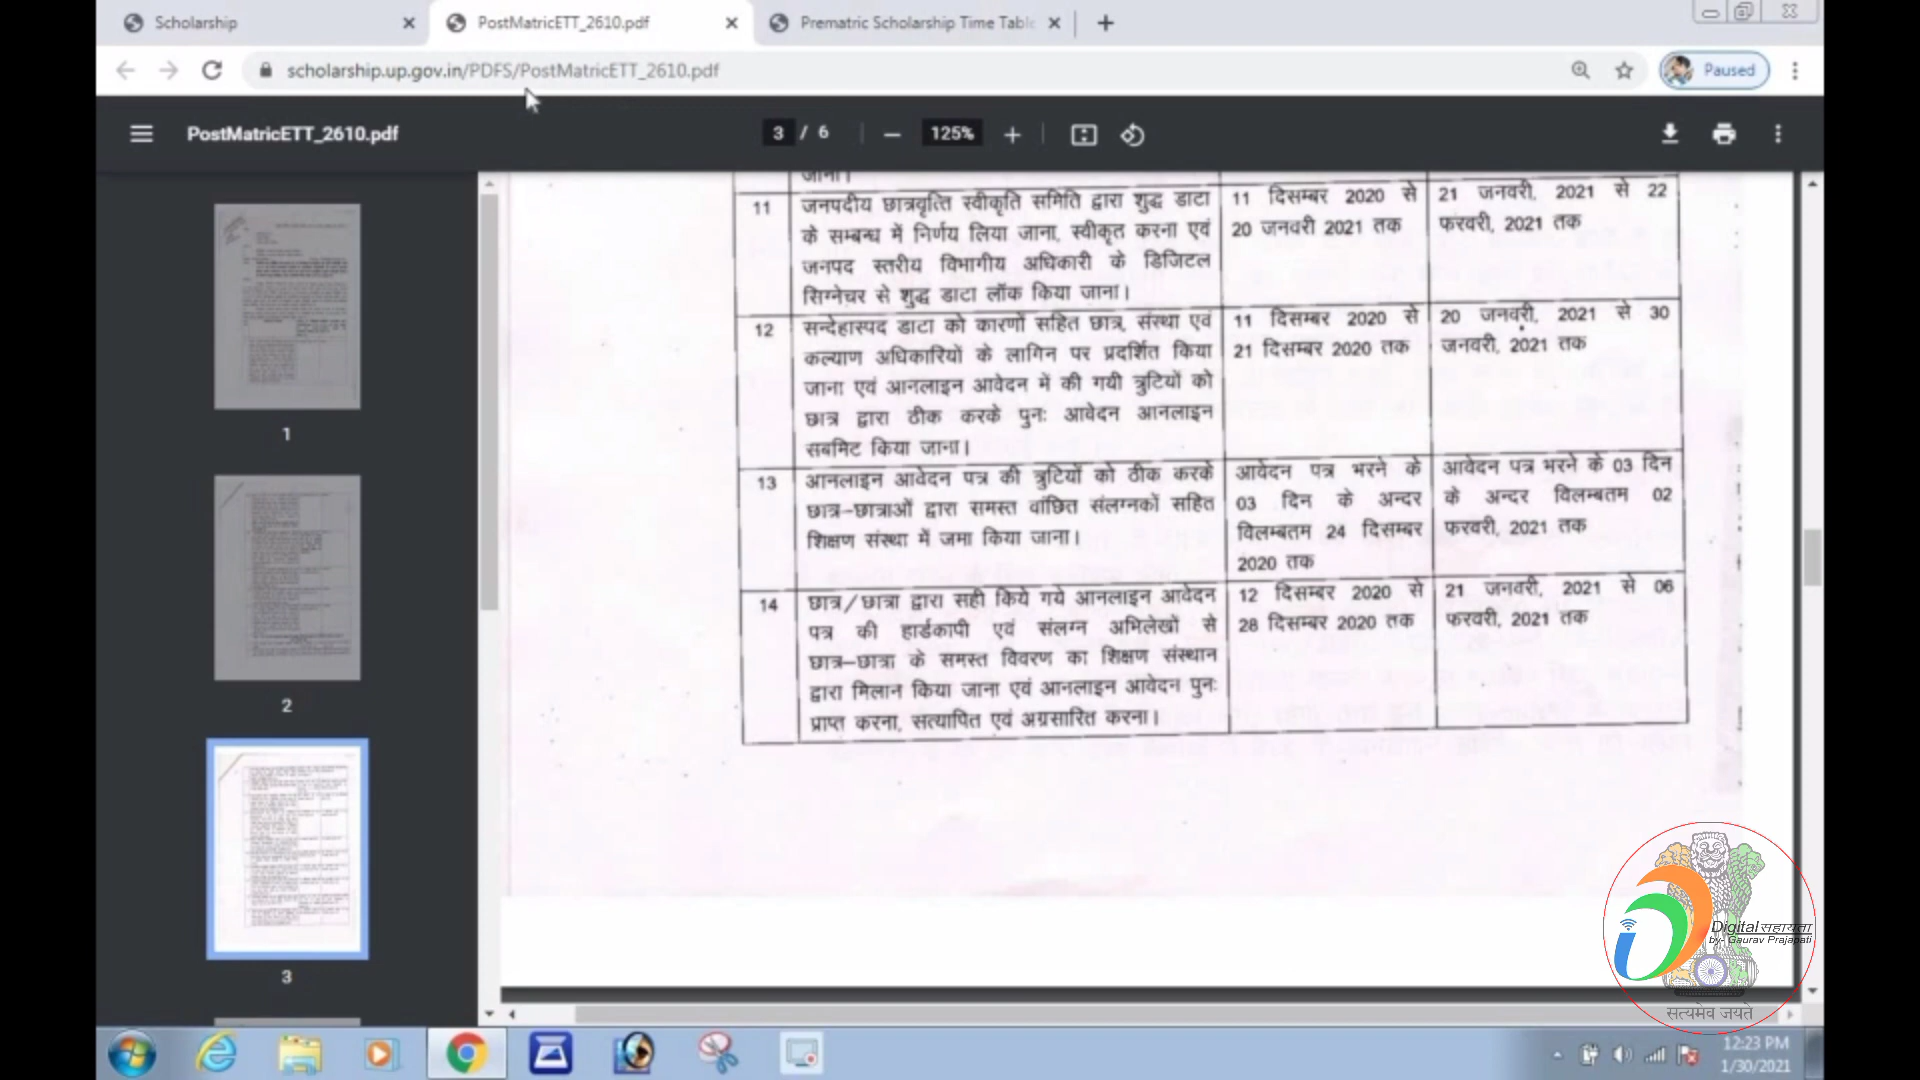 Scholarship
PostMatricETT_2610.pdf
Prematric Scholarship Time Table
scholarship.up.gov.in/PDFS/PostMatricETT_2610.pdf
Paused
PostMatricETT_2610.pdf
3 / 6
125%
1
2
3
जाना।
11
जनपदीय छात्रवृत्ति स्वीकृति समिति द्वारा शुद्ध डाटा
के सम्बन्ध में निर्णय लिया जाना, स्वीकृत करना एवं
जनपद स्तरीय विभागीय अधिकारी के डिजिटल
सिग्नेचर से शुद्ध डाटा लॉक किया जाना।
11 दिसम्बर 2020 से
20 जनवरी 2021 तक
21 जनवरी, 2021 से 22
फरवरी, 2021 तक
12
सन्देहास्पद डाटा को कारणों सहित छात्र, संस्था एवं
कल्याण अधिकारियों के लागिन पर प्रदर्शित किया
जाना एवं आनलाइन आवेदन में की गयी त्रुटियों को
छात्र द्वारा ठीक करके पुनः आवेदन आनलाइन
सबमिट किया जाना।
11 दिसम्बर 2020 से
21 दिसम्बर 2020 तक
20 जनवरी, 2021 से 30
जनवरी, 2021 तक
13
आनलाइन आवेदन पत्र की त्रुटियों को ठीक करके
छात्र-छात्राओं द्वारा समस्त वांछित संलग्नकों सहित
शिक्षण संस्था में जमा किया जाना।
आवेदन पत्र भरने के
03 दिन के अन्दर
विलम्बतम 24 दिसम्बर
2020 तक
आवेदन पत्र भरने के 03 दिन
के अन्दर विलम्बतम 02
फरवरी, 2021 तक
14
छात्र/छात्रा द्वारा सही किये गये आनलाइन आवेदन
पत्र की हार्डकापी एवं संलग्न अभिलेखों से
छात्र-छात्रा के समस्त विवरण का शिक्षण संस्थान
द्वारा मिलान किया जाना एवं आनलाइन आवेदन पुनः
प्राप्त करना, सत्यापित एवं अग्रसारित करना।
12 दिसम्बर 2020 से
28 दिसम्बर 2020 तक
21 जनवरी, 2021 से 06
फरवरी, 2021 तक
Digital सहायता
by- Gaurav Prajapati
सत्यमेव जयते
12:23 PM
1/30/2021